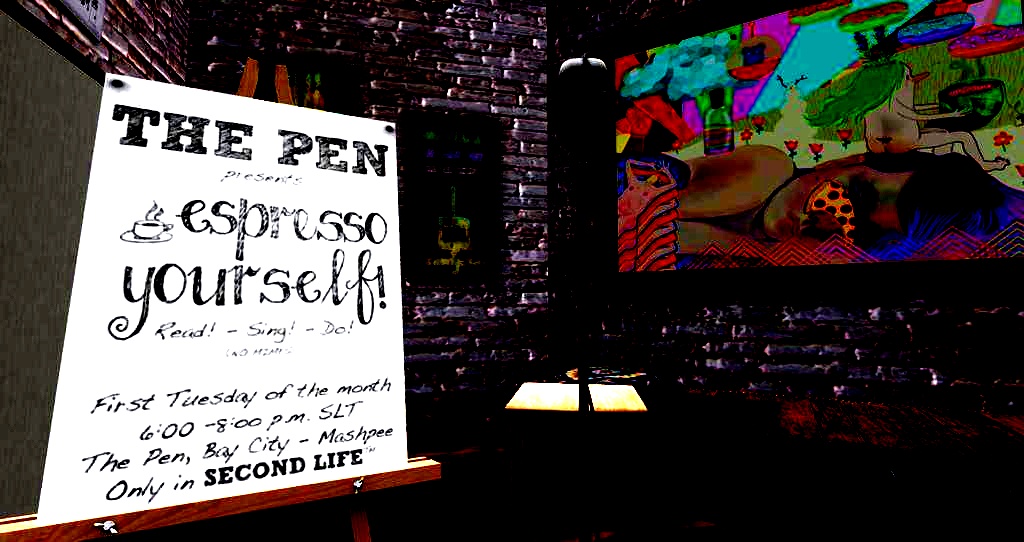 THE PEN
presents
espresso
yourself!
Read! - Sing! - Do!
(NO MIMES)
First Tuesday of the month
6:00 - 8:00 p.m. SLT
The Pen, Bay City - Mashpee
Only in SECOND LIFE™